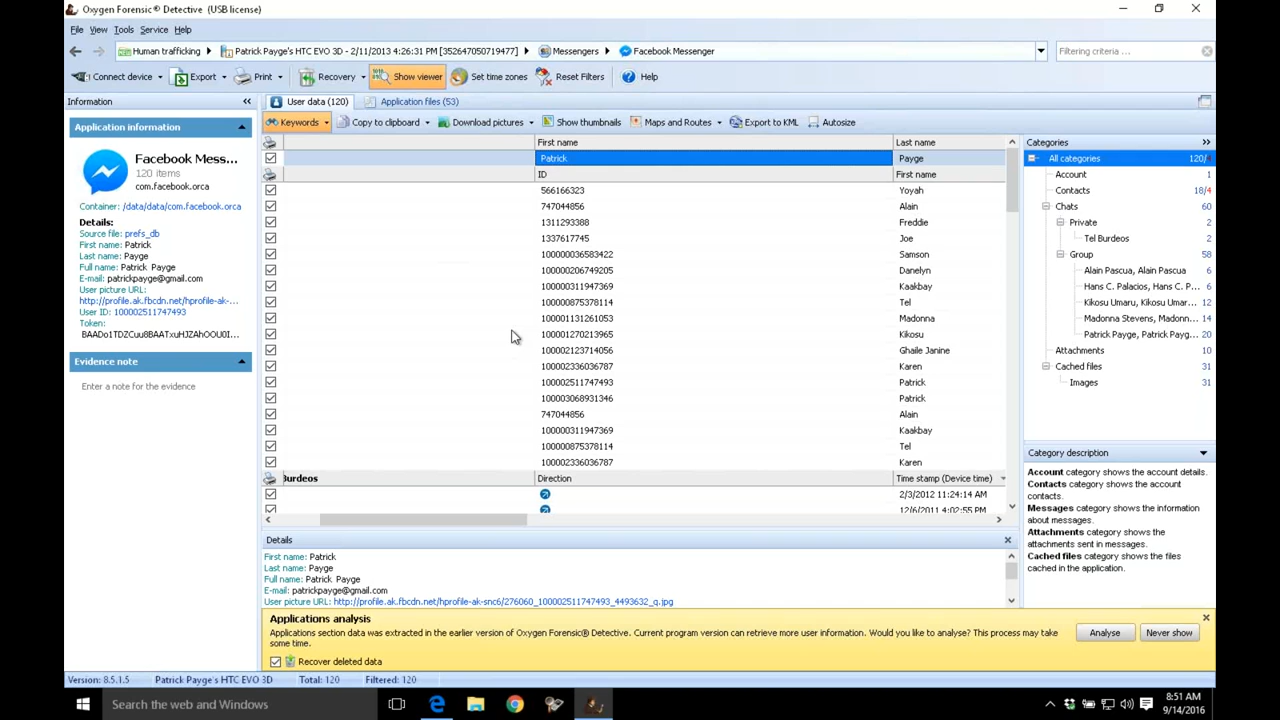 Oxygen Forensic® Detective (USB license)
File View Tools Service Help
Human trafficking Patrick Payge's HTC EVO 3D - 2/11/2013 4:26:31 PM [352647050719477] Messengers Facebook Messenger Filtering criteria ...
Connect device Export Print Recovery Show viewer Set time zones Reset Filters Help
Information
Application information
Facebook Mess...
120 items
com.facebook.orca
Container: /data/data/com.facebook.orca
Details:
Source file: prefs_db
First name: Patrick
Last name: Payge
Full name: Patrick Payge
E-mail: patrickpayge@gmail.com
User picture URL:
http://profile.ak.fbcdn.net/hprofile-ak-...
User ID: 100002511747493
Token:
Evidence note
Enter a note for the evidence
User data (120) Application files (53)
Keywords Copy to clipboard Download pictures Show thumbnails Maps and Routes Export to KML Autosize
First name Last name
Patrick Payge
ID First name
566166323 Yoyah
747044856 Alain
1311293388 Freddie
1337617745 Joe
100000036583422 Samson
100000206749205 Danelyn
100000311947369 Kaakbay
100000875378114 Tel
100001131261053 Madonna
100001270213965 Kikosu
100002123714056 Ghaile Janine
100002336036787 Karen
100002511747493 Patrick
100003068931346 Patrick
747044856 Alain
100000311947369 Kaakbay
100000875378114 Tel
100002336036787 Karen
Burdeos Direction Time stamp (Device time)
2/3/2012 11:24:14 AM
12/6/2011 4:02:55 PM
Details
First name: Patrick
Last name: Payge
Full name: Patrick Payge
E-mail: patrickpayge@gmail.com
User picture URL: http://profile.ak.fbcdn.net/hprofile-ak-snc6/276060_100002511747493_4493632_q.jpg
Categories
All categories 120/4
Account 1
Contacts 18/4
Chats 60
Private 2
Tel Burdeos 2
Group 58
Alain Pascua, Alain Pascua 6
Hans C. Palacios, Hans C. P... 6
Kikosu Umaru, Kikosu Umar... 12
Madonna Stevens, Madonn... 14
Patrick Payge, Patrick Payg... 20
Attachments 10
Cached files 31
Images 31
Category description
Account category shows the account details.
Contacts category shows the account
contacts.
Messages category shows the information
about messages.
Attachments category shows the
attachments sent in messages.
Cached files category shows the files
cached in the application.
Applications analysis
Applications section data was extracted in the earlier version of Oxygen Forensic® Detective. Current program version can retrieve more user information. Would you like to analyse? This process may take
some time.
Analyse Never show
Recover deleted data
Version: 8.5.1.5 Patrick Payge's HTC EVO 3D Total: 120 Filtered: 120
Search the web and Windows
8:51 AM
9/14/2016